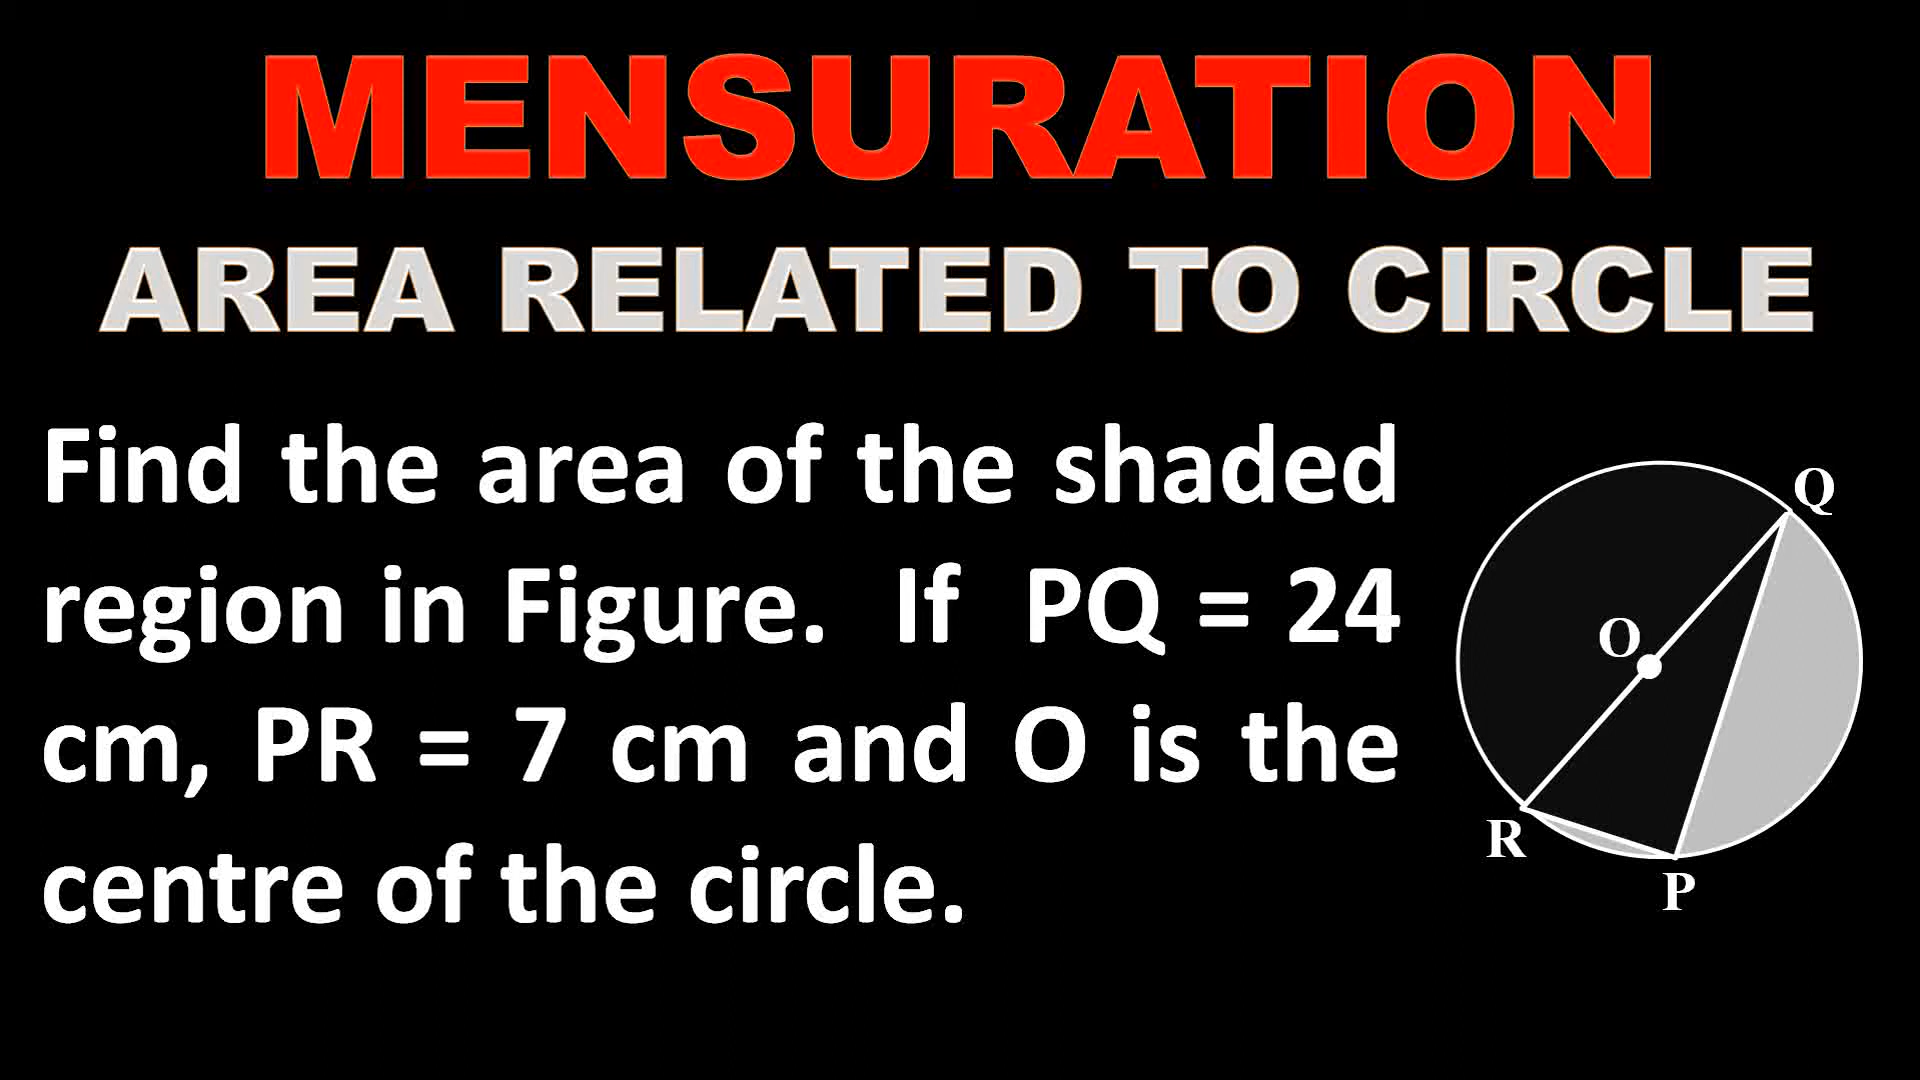 MENSURATION
AREA RELATED TO CIRCLE
Find the area of the shaded
region in Figure. If PQ = 24
cm, PR = 7 cm and O is the
centre of the circle.
Q
O
R
P